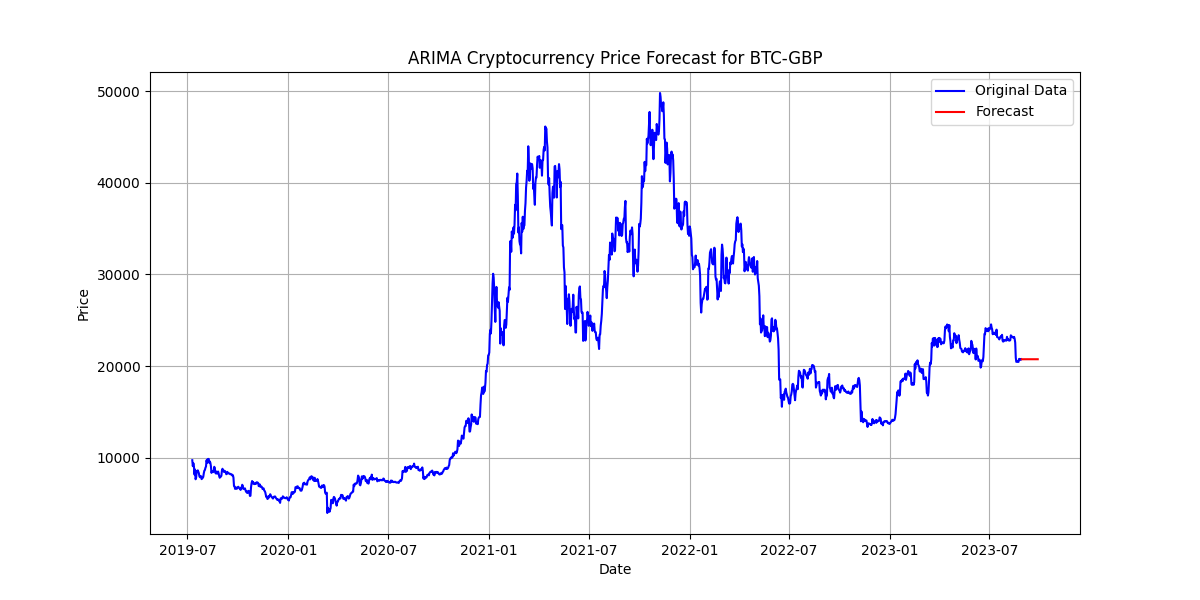 ARIMA Cryptocurrency Price Forecast for BTC-GBP
Original Data
Forecast
50000
40000
30000
20000
10000
Price
2019-07 2020-01 2020-07 2021-01 2021-07 2022-01 2022-07 2023-01 2023-07
Date